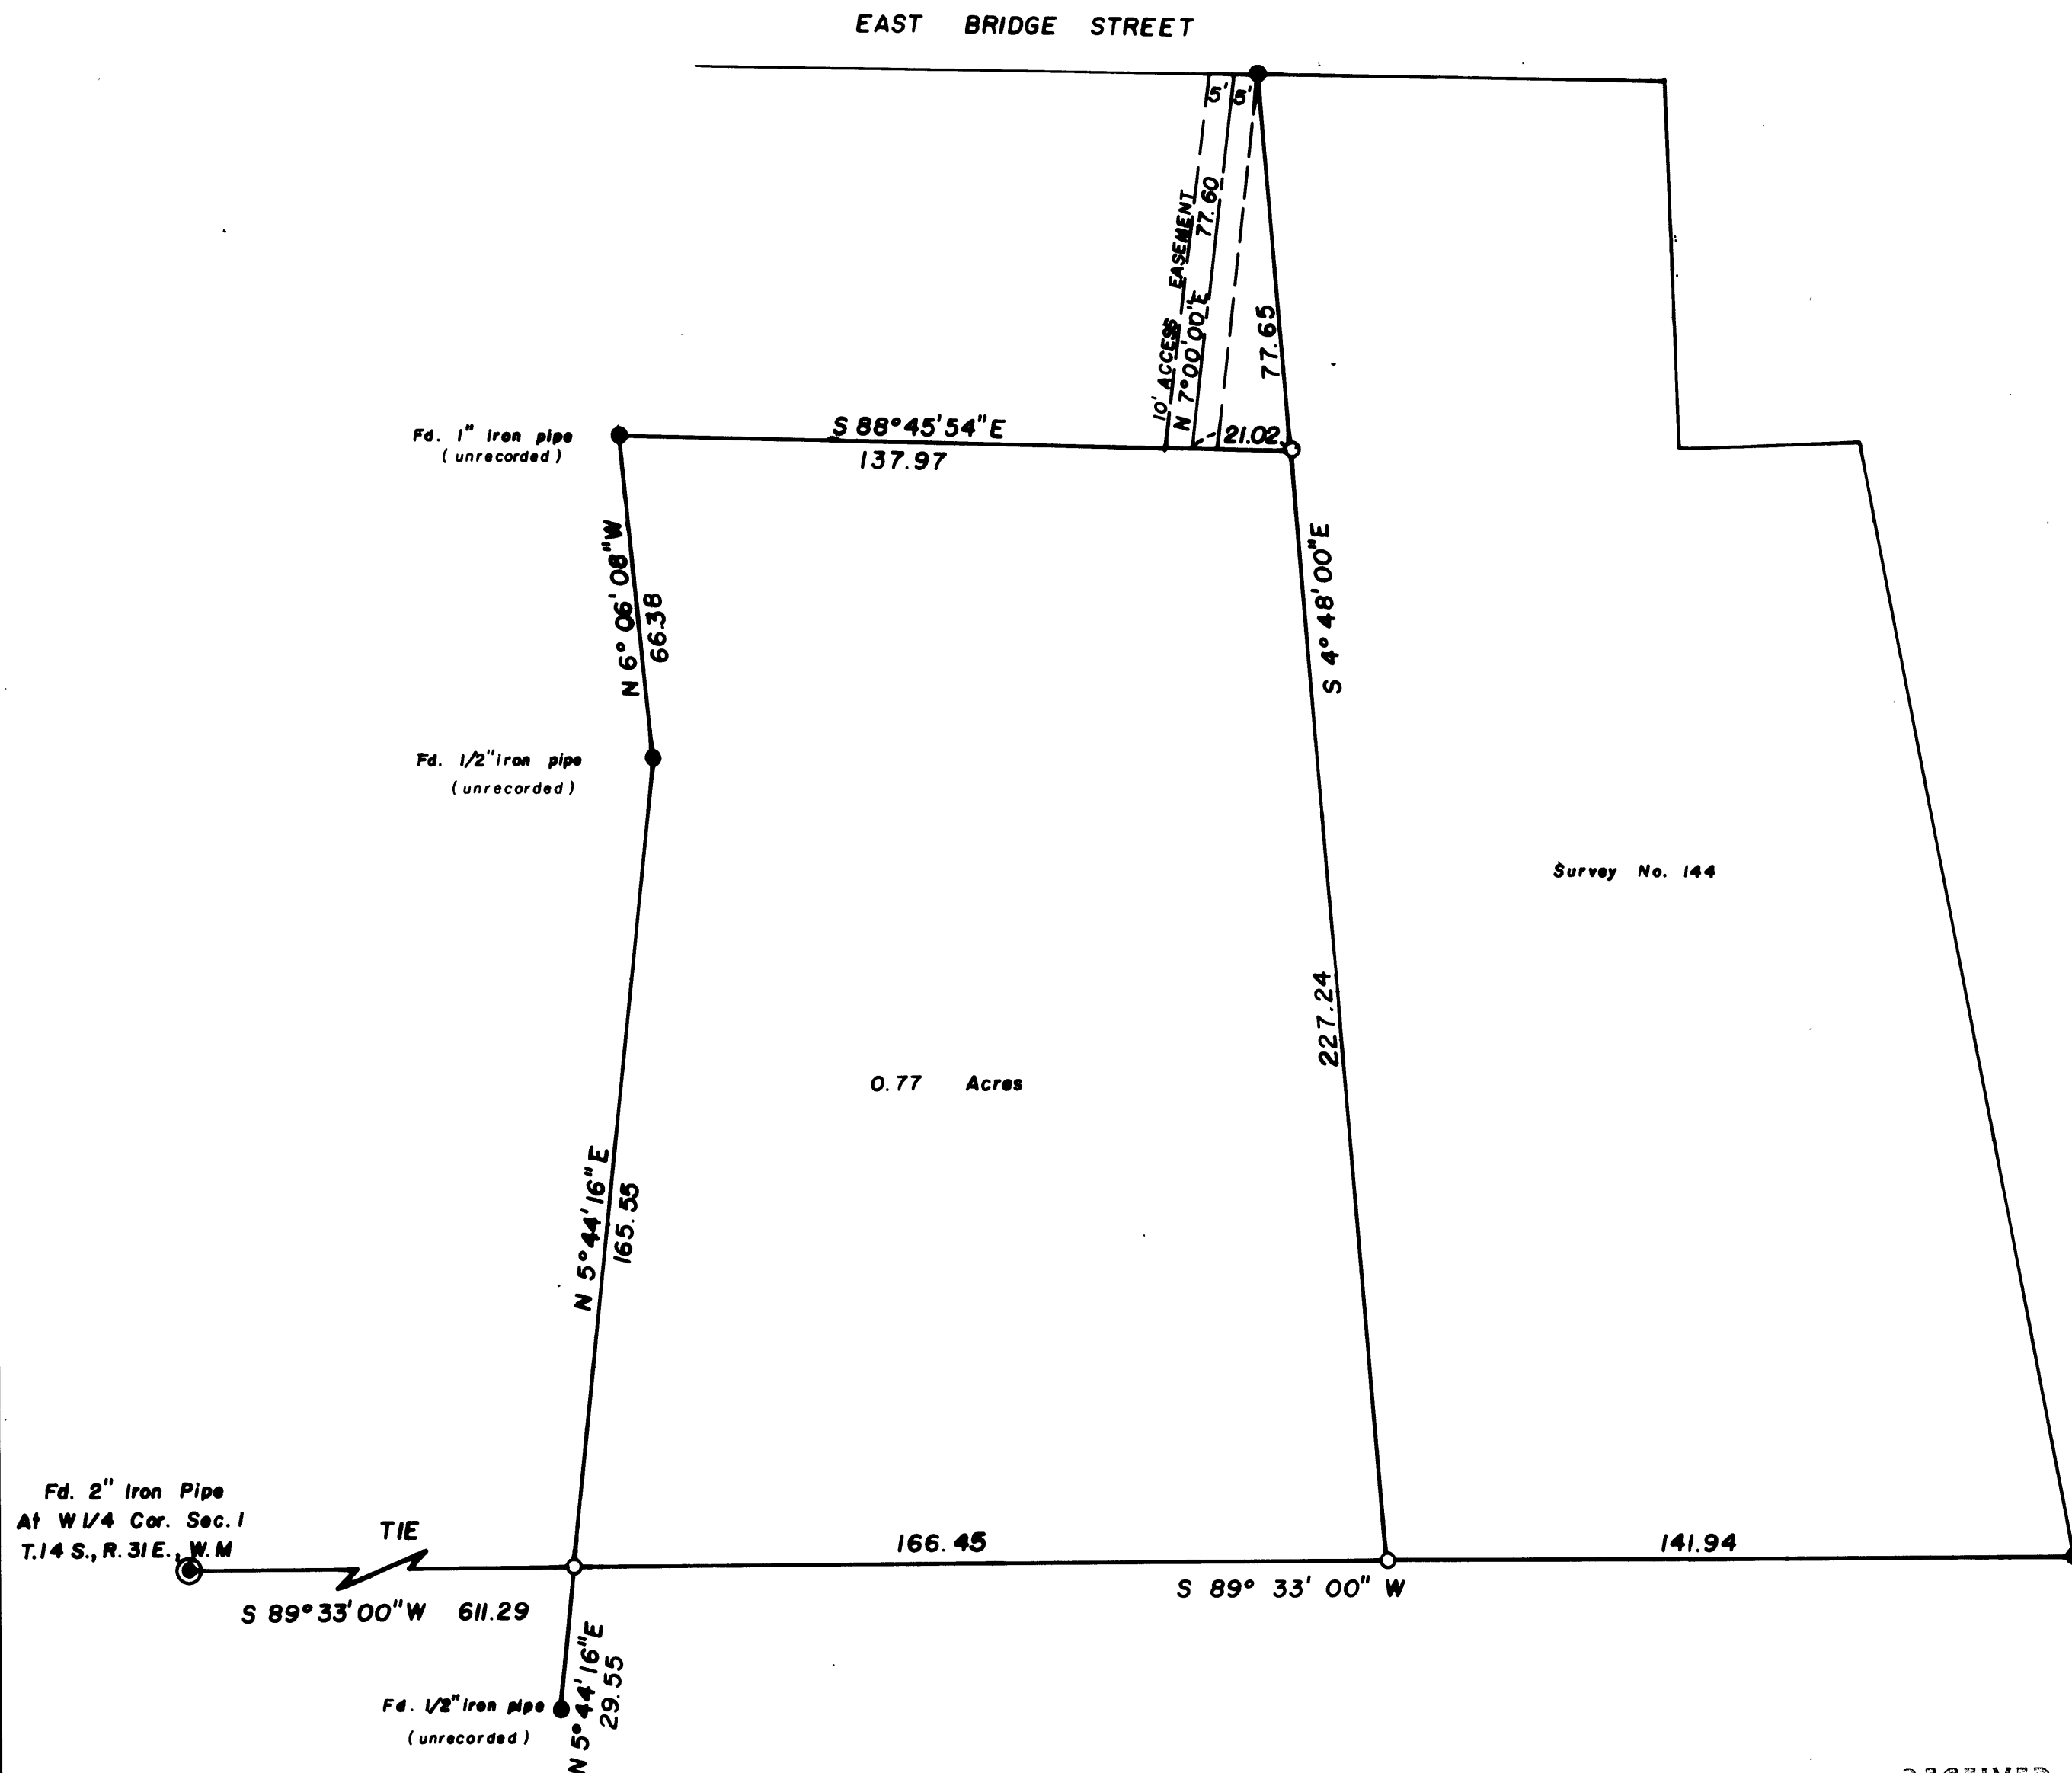 EAST BRIDGE STREET
5' 5'
10' ACCESS EASEMENT
N 7°00'00"E 77.60
77.65
Fd. 1" iron pipe
(unrecorded)
S 88°45'54"E
137.97
21.02
N 6°06'08"W
66.38
S 4°48'00"E
Fd. 1/2" iron pipe
(unrecorded)
Survey No. 144
227.24
0.77 Acres
N 5°44'16"E
165.55
Fd. 2" Iron Pipe
At W1/4 Cor. Sec. 1
T.14 S., R. 31E., W.M
TIE
166.45
141.94
S 89°33'00"W 611.29
S 89° 33' 00" W
N 5°44'16"E
29.55
Fd. 1/2" iron pipe
(unrecorded)